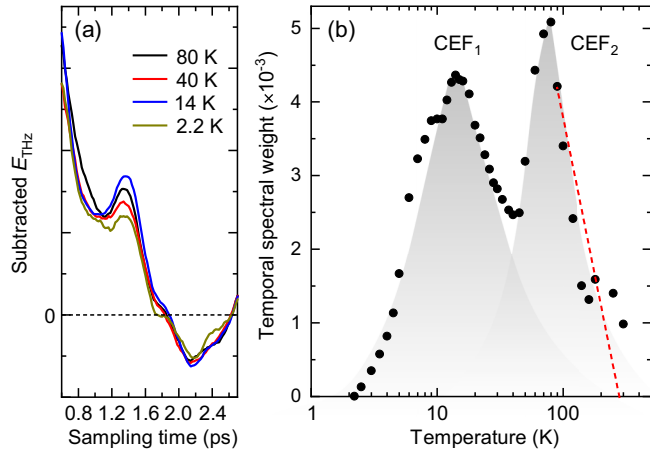 (a)
80 K
40 K
14 K
2.2 K
Subtracted E_THz
0
0.8 1.2 1.6 2.0 2.4
Sampling time (ps)
(b)
CEF₁
CEF₂
Temporal spectral weight (×10⁻³)
5
4
3
2
1
0
1 10 100
Temperature (K)